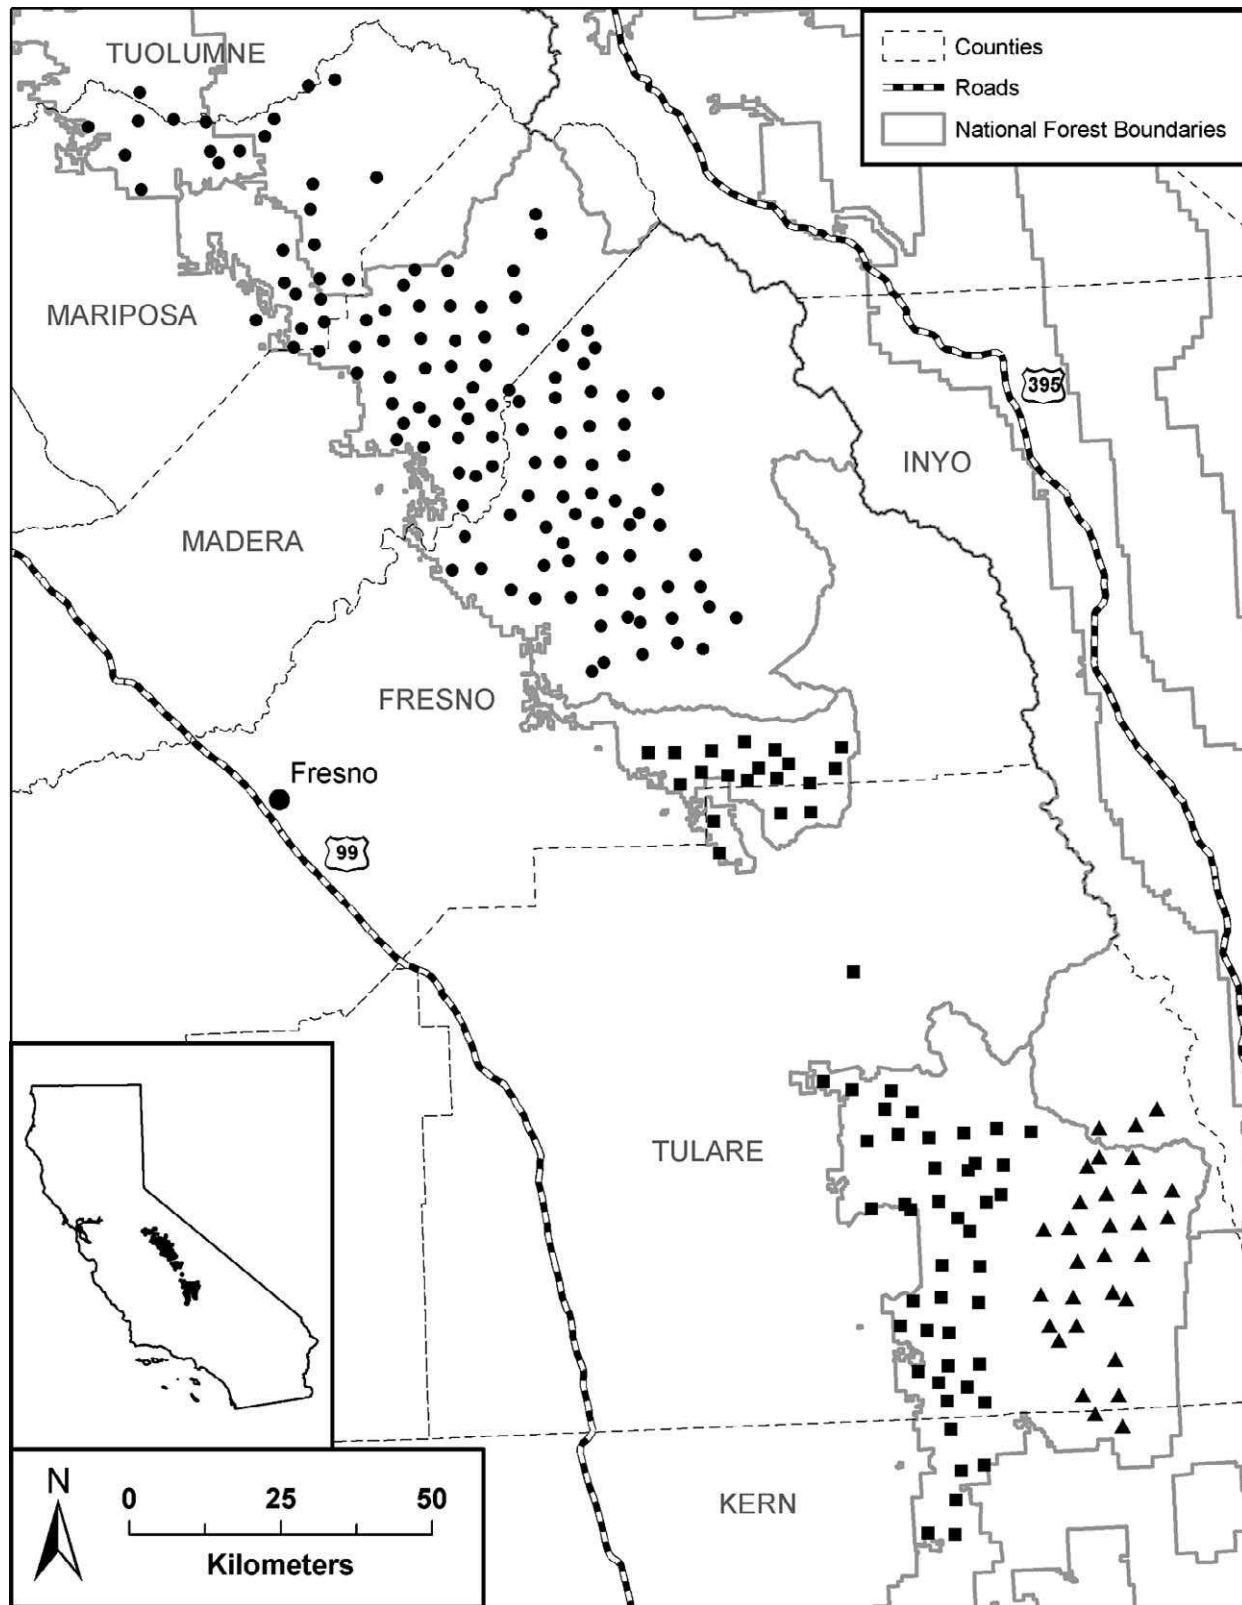 TUOLUMNE
Counties
Roads
National Forest Boundaries
MARIPOSA
395
INYO
MADERA
FRESNO
Fresno
99
TULARE
KERN
N
0 25 50
Kilometers